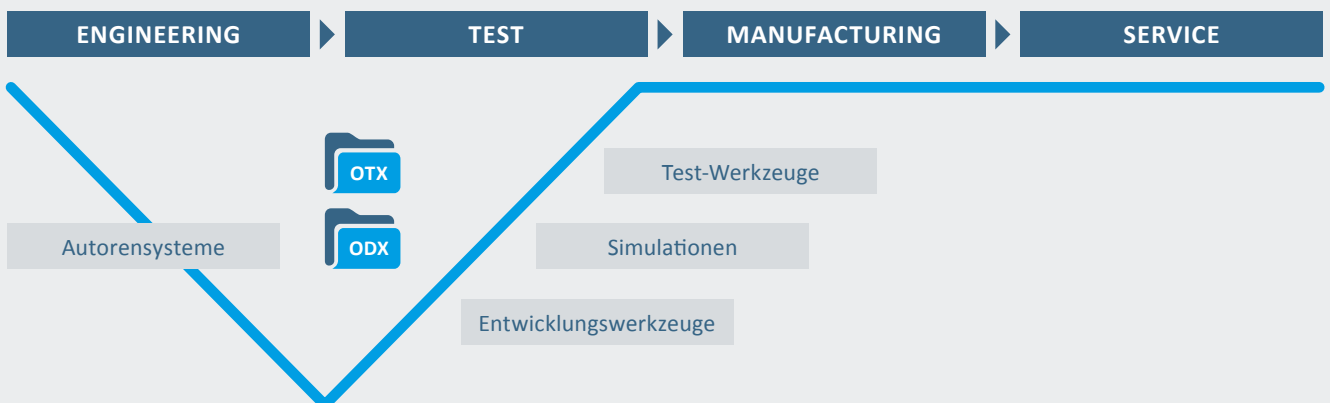 ENGINEERING
TEST
MANUFACTURING
SERVICE
OTX
Test-Werkzeuge
Autorensysteme
ODX
Simulationen
Entwicklungswerkzeuge